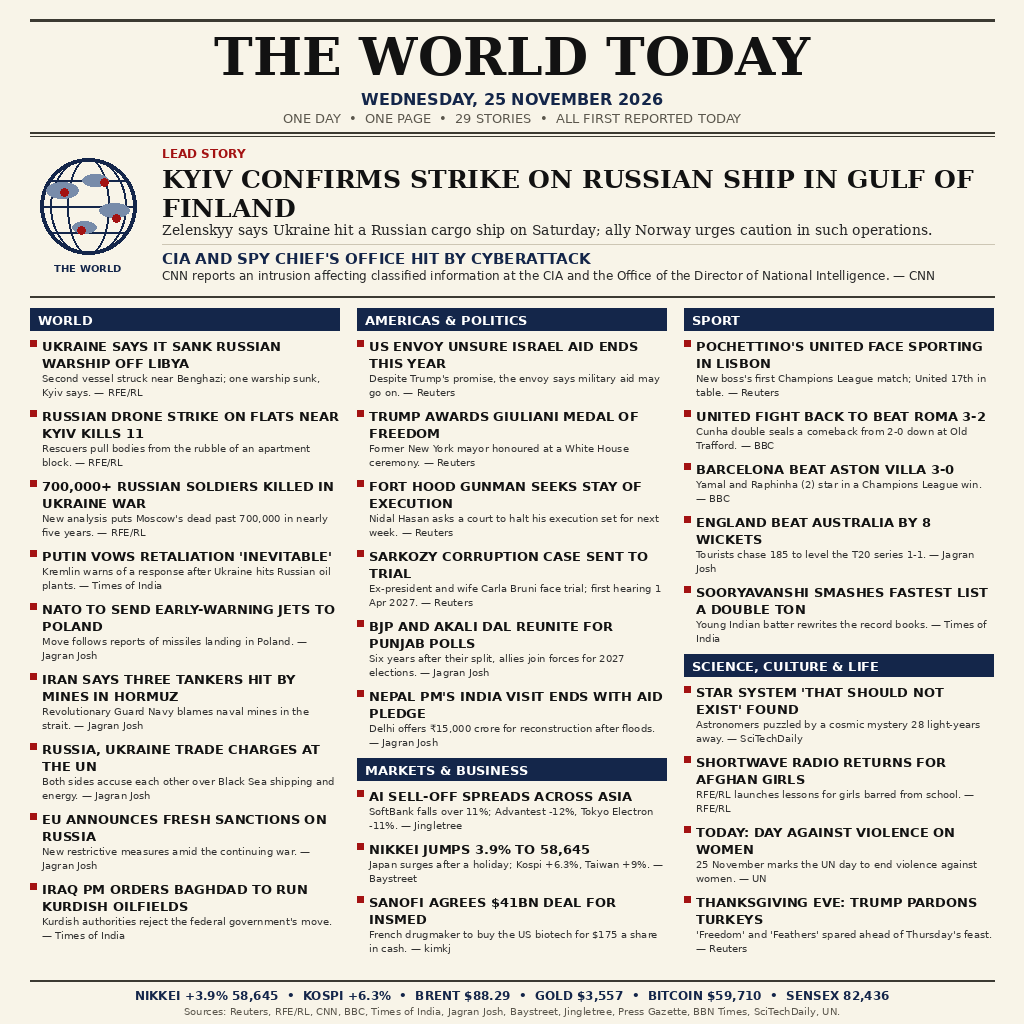 THE WORLD TODAY
WEDNESDAY, 25 NOVEMBER 2026
ONE DAY • ONE PAGE • 29 STORIES • ALL FIRST REPORTED TODAY
THE WORLD
LEAD STORY
KYIV CONFIRMS STRIKE ON RUSSIAN SHIP IN GULF OF
FINLAND
Zelenskyy says Ukraine hit a Russian cargo ship on Saturday; ally Norway urges caution in such operations.
CIA AND SPY CHIEF'S OFFICE HIT BY CYBERATTACK
CNN reports an intrusion affecting classified information at the CIA and the Office of the Director of National Intelligence. — CNN
WORLD
UKRAINE SAYS IT SANK RUSSIAN
WARSHIP OFF LIBYA
Second vessel struck near Benghazi; one warship sunk,
Kyiv says. — RFE/RL
RUSSIAN DRONE STRIKE ON FLATS NEAR
KYIV KILLS 11
Rescuers pull bodies from the rubble of an apartment
block. — RFE/RL
700,000+ RUSSIAN SOLDIERS KILLED IN
UKRAINE WAR
New analysis puts Moscow's dead past 700,000 in nearly
five years. — RFE/RL
PUTIN VOWS RETALIATION 'INEVITABLE'
Kremlin warns of a response after Ukraine hits Russian oil
plants. — Times of India
NATO TO SEND EARLY-WARNING JETS TO
POLAND
Move follows reports of missiles landing in Poland. —
Jagran Josh
IRAN SAYS THREE TANKERS HIT BY
MINES IN HORMUZ
Revolutionary Guard Navy blames naval mines in the
strait. — Jagran Josh
RUSSIA, UKRAINE TRADE CHARGES AT
THE UN
Both sides accuse each other over Black Sea shipping and
energy. — Jagran Josh
EU ANNOUNCES FRESH SANCTIONS ON
RUSSIA
New restrictive measures amid the continuing war. —
Jagran Josh
IRAQ PM ORDERS BAGHDAD TO RUN
KURDISH OILFIELDS
Kurdish authorities reject the federal government's move.
— Times of India
AMERICAS & POLITICS
US ENVOY UNSURE ISRAEL AID ENDS
THIS YEAR
Despite Trump's promise, the envoy says military aid may
go on. — Reuters
TRUMP AWARDS GIULIANI MEDAL OF
FREEDOM
Former New York mayor honoured at a White House
ceremony. — Reuters
FORT HOOD GUNMAN SEEKS STAY OF
EXECUTION
Nidal Hasan asks a court to halt his execution set for next
week. — Reuters
SARKOZY CORRUPTION CASE SENT TO
TRIAL
Ex-president and wife Carla Bruni face trial; first hearing 1
Apr 2027. — Reuters
BJP AND AKALI DAL REUNITE FOR
PUNJAB POLLS
Six years after their split, allies join forces for 2027
elections. — Jagran Josh
NEPAL PM'S INDIA VISIT ENDS WITH AID
PLEDGE
Delhi offers ₹15,000 crore for reconstruction after floods.
— Jagran Josh
MARKETS & BUSINESS
AI SELL-OFF SPREADS ACROSS ASIA
SoftBank falls over 11%; Advantest -12%, Tokyo Electron
-11%. — Jingletree
NIKKEI JUMPS 3.9% TO 58,645
Japan surges after a holiday; Kospi +6.3%, Taiwan +9%. —
Baystreet
SANOFI AGREES $41BN DEAL FOR
INSMED
French drugmaker to buy the US biotech for $175 a share
in cash. — kimkj
SPORT
POCHETTINO'S UNITED FACE SPORTING
IN LISBON
New boss's first Champions League match; United 17th in
table. — Reuters
UNITED FIGHT BACK TO BEAT ROMA 3-2
Cunha double seals a comeback from 2-0 down at Old
Trafford. — BBC
BARCELONA BEAT ASTON VILLA 3-0
Yamal and Raphinha (2) star in a Champions League win.
— BBC
ENGLAND BEAT AUSTRALIA BY 8
WICKETS
Tourists chase 185 to level the T20 series 1-1. — Jagran
Josh
SOORYAVANSHI SMASHES FASTEST LIST
A DOUBLE TON
Young Indian batter rewrites the record books. — Times of
India
SCIENCE, CULTURE & LIFE
STAR SYSTEM 'THAT SHOULD NOT
EXIST' FOUND
Astronomers puzzled by a cosmic mystery 28 light-years
away. — SciTechDaily
SHORTWAVE RADIO RETURNS FOR
AFGHAN GIRLS
RFE/RL launches lessons for girls barred from school. —
RFE/RL
TODAY: DAY AGAINST VIOLENCE ON
WOMEN
25 November marks the UN day to end violence against
women. — UN
THANKSGIVING EVE: TRUMP PARDONS
TURKEYS
'Freedom' and 'Feathers' spared ahead of Thursday's feast.
— Reuters
NIKKEI +3.9% 58,645 • KOSPI +6.3% • BRENT $88.29 • GOLD $3,557 • BITCOIN $59,710 • SENSEX 82,436
Sources: Reuters, RFE/RL, CNN, BBC, Times of India, Jagran Josh, Baystreet, Jingletree, Press Gazette, BBN Times, SciTechDaily, UN.